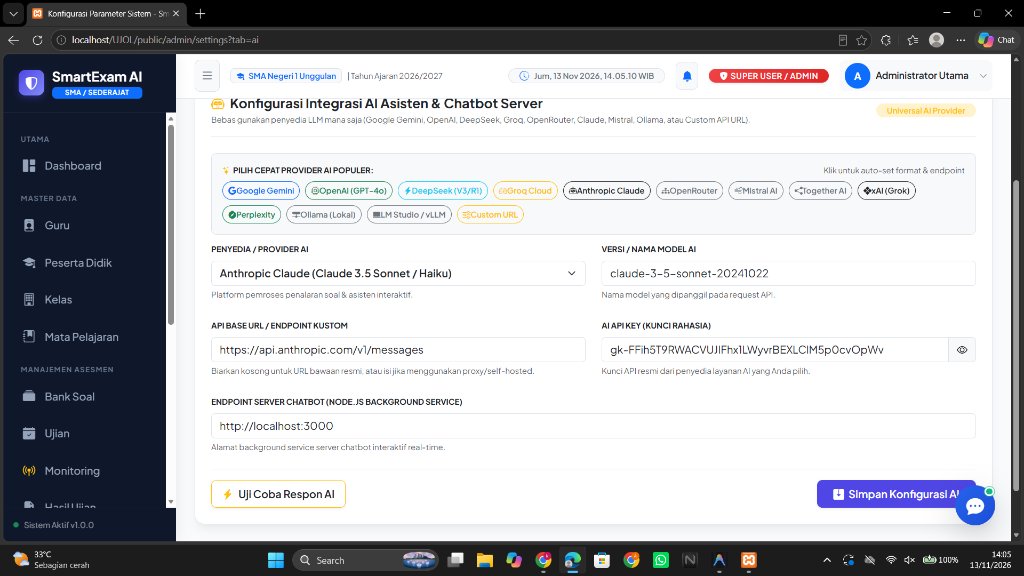 Konfigurasi Parameter Sistem - Sm
localhost/UJOL/public/admin/settings?tab=ai
Chat
SmartExam AI
SMA / SEDERAJAT
SMA Negeri 1 Unggulan
| Tahun Ajaran 2026/2027
Jum, 13 Nov 2026, 14.05.10 WIB
SUPER USER / ADMIN
A
Administrator Utama
UTAMA
Dashboard
MASTER DATA
Guru
Peserta Didik
Kelas
Mata Pelajaran
MANAJEMEN ASESMEN
Bank Soal
Ujian
Monitoring
Hasil Ujian
Sistem Aktif v1.0.0
Konfigurasi Integrasi AI Asisten & Chatbot Server
Bebas gunakan penyedia LLM mana saja (Google Gemini, OpenAI, DeepSeek, Groq, OpenRouter, Claude, Mistral, Ollama, atau Custom API URL).
Universal AI Provider
PILIH CEPAT PROVIDER AI POPULER:
Klik untuk auto-set format & endpoint
Google Gemini
OpenAI (GPT-4o)
DeepSeek (V3/R1)
Groq Cloud
Anthropic Claude
OpenRouter
Mistral AI
Together AI
xAI (Grok)
Perplexity
Ollama (Lokal)
LM Studio / vLLM
Custom URL
PENYEDIA / PROVIDER AI
Anthropic Claude (Claude 3.5 Sonnet / Haiku)
Platform pemroses penalaran soal & asisten interaktif.
VERSI / NAMA MODEL AI
claude-3-5-sonnet-20241022
Nama model yang dipanggil pada request API.
API BASE URL / ENDPOINT KUSTOM
https://api.anthropic.com/v1/messages
Biarkan kosong untuk URL bawaan resmi, atau isi jika menggunakan proxy/self-hosted.
AI API KEY (KUNCI RAHASIA)
gk-FFih5T9RWACVUJIFhx1LWyvrBEXLClM5p0cvOpWv
Kunci API resmi dari penyedia layanan AI yang Anda pilih.
ENDPOINT SERVER CHATBOT (NODE.JS BACKGROUND SERVICE)
http://localhost:3000
Alamat background service server chatbot interaktif real-time.
Uji Coba Respon AI
Simpan Konfigurasi AI
33°C
Sebagian cerah
Search
100%
14:05
13/11/2026